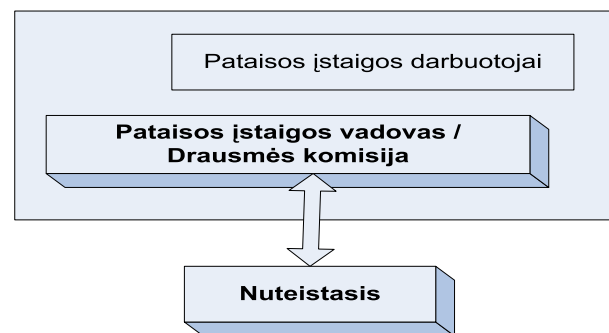 Pataisos įstaigos darbuotojai
Pataisos įstaigos vadovas /
Drausmės komisija
Nuteistasis